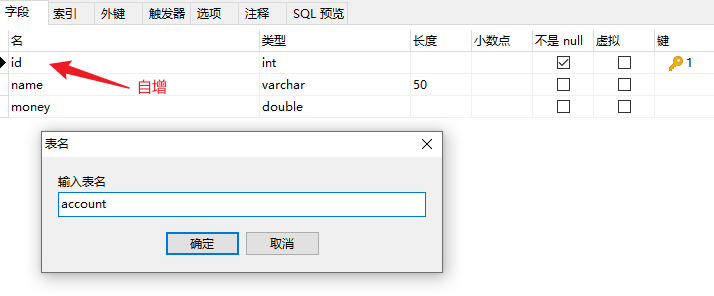 字段 索引 外键 触发器 选项 注释 SQL 预览
名 类型 长度 小数点 不是 null 虚拟 键
id int 1
自增
name varchar 50
money double
表名
输入表名
account
确定 取消